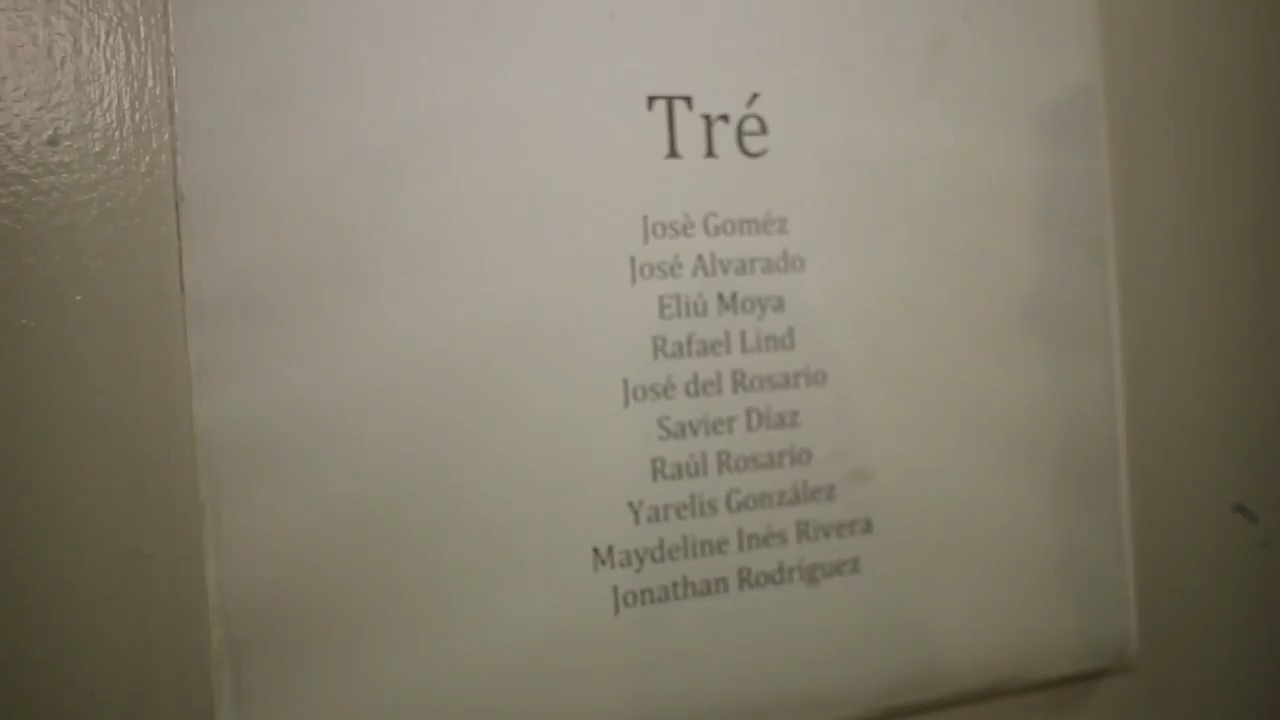 Tré
Josè Goméz
José Alvarado
Eliú Moya
Rafael Lind
José del Rosario
Savier Díaz
Raúl Rosario
Yarelis González
Maydeline Inés Rivera
Jonathan Rodríguez